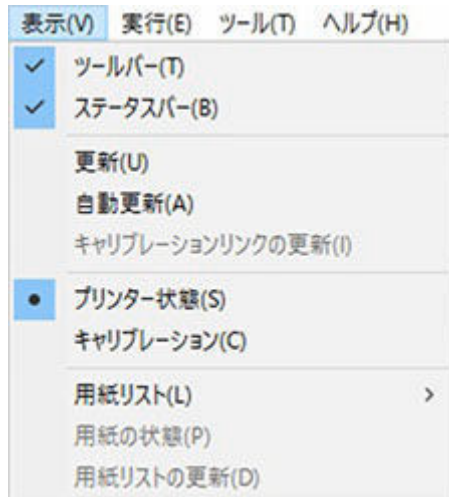 表示(V) 実行(E) ツール(T) ヘルプ(H)
ツールバー(T)
ステータスバー(B)
更新(U)
自動更新(A)
キャリブレーションリンクの更新(I)
プリンター状態(S)
キャリブレーション(C)
用紙リスト(L)
用紙の状態(P)
用紙リストの更新(D)